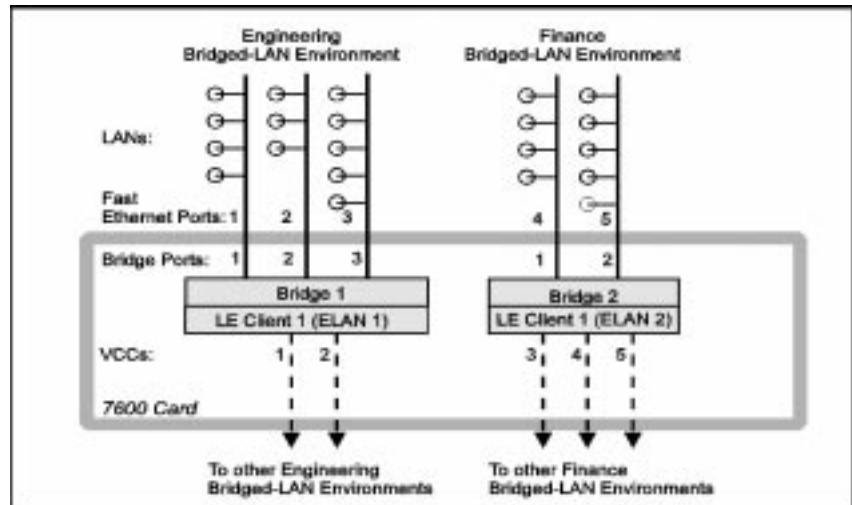 Engineering
Bridged-LAN Environment
Finance
Bridged-LAN Environment
LANs:
Fast
Ethernet Ports: 1 2 3 4 5
Bridge Ports: 1 2 3 1 2
Bridge 1
LE Client 1 (ELAN 1)
Bridge 2
LE Client 1 (ELAN 2)
VCCs: 1 2 3 4 5
7600 Card
To other Engineering
Bridged-LAN Environments
To other Finance
Bridged-LAN Environments